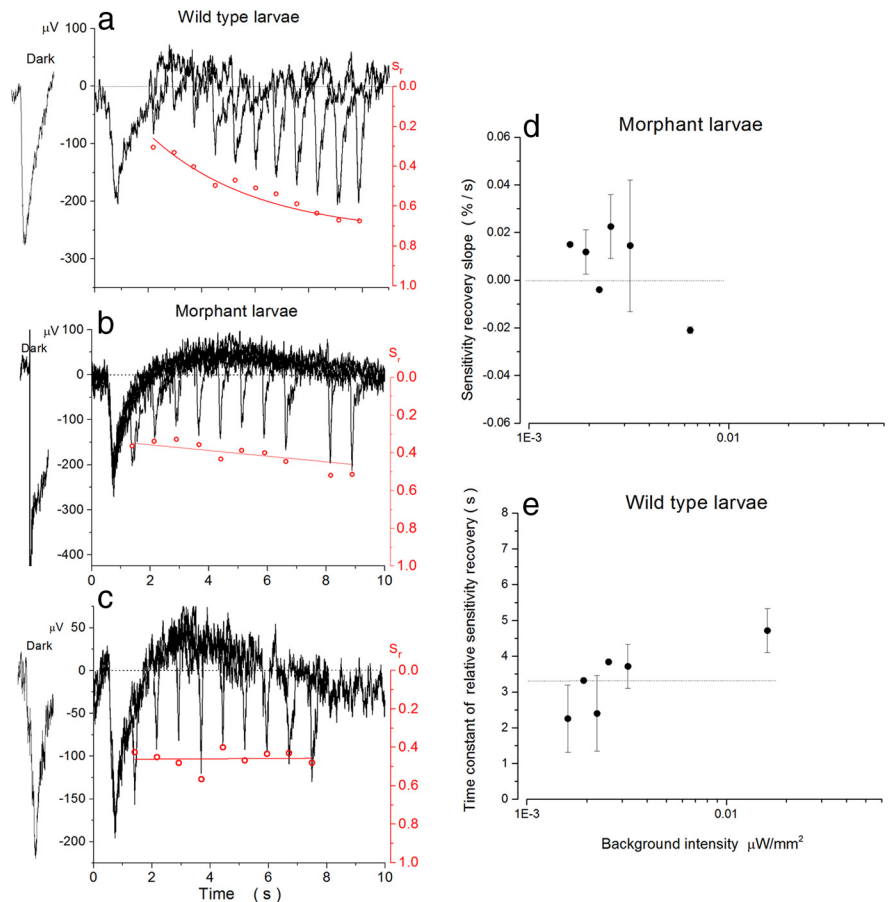 a
Wild type larvae
μV
Dark
100
0
-100
-200
-300
Sr
0.0
0.2
0.4
0.6
0.8
1.0
b
Morphant larvae
μV
Dark
100
0
-100
-200
-300
-400
Sr
0.0
0.2
0.4
0.6
0.8
1.0
0
2
4
6
8
10
c
μV
Dark
50
0
-50
-100
-150
-200
Sr
0.0
0.2
0.4
0.6
0.8
1.0
0
2
4
6
8
10
Time ( s )
d
Morphant larvae
Sensitivity recovery slope ( % / s )
0.06
0.04
0.02
0.00
-0.02
-0.04
-0.06
1E-3
0.01
e
Wild type larvae
Time constant of relative sensitivity recovery ( s )
8
7
6
5
4
3
2
1
0
1E-3
0.01
Background intensity μW/mm²